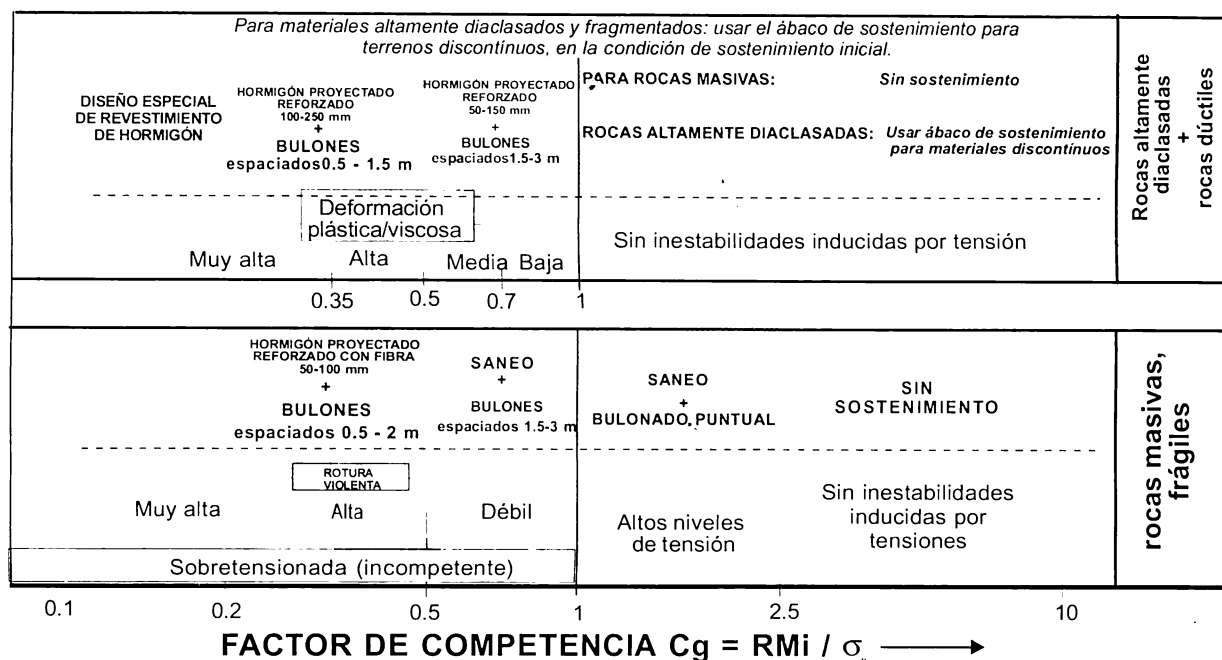 Para materiales altamente diaclasados y fragmentados: usar el ábaco de sostenimiento para
terrenos discontínuos, en la condición de sostenimiento inicial.
DISEÑO ESPECIAL
DE REVESTIMIENTO
DE HORMIGÓN
HORMIGÓN PROYECTADO
REFORZADO
100-250 mm
+
BULONES
espaciados0.5 - 1.5 m
HORMIGÓN PROYECTADO
REFORZADO
50-150 mm
+
BULONES
espaciados1.5-3 m
PARA ROCAS MASIVAS: Sin sostenimiento
ROCAS ALTAMENTE DIACLASADAS: Usar ábaco de sostenimiento
para materiales discontínuos
Rocas altamente
diaclasadas
+
rocas dúctiles
Deformación
plástica/viscosa
Muy alta Alta Media Baja
Sin inestabilidades inducidas por tensión
0.35 0.5 0.7 1
HORMIGÓN PROYECTADO
REFORZADO CON FIBRA
50-100 mm
+
BULONES
espaciados 0.5 - 2 m
SANEO
+
BULONES
espaciados 1.5-3 m
SANEO
+
BULONADO PUNTUAL
SIN
SOSTENIMIENTO
rocas masivas,
frágiles
ROTURA
VIOLENTA
Muy alta Alta Débil
Altos niveles
de tensión
Sin inestabilidades
inducidas por
tensiones
Sobretensionada (incompetente)
0.1 0.2 0.5 1 2.5 10
FACTOR DE COMPETENCIA Cg = RMi / σ